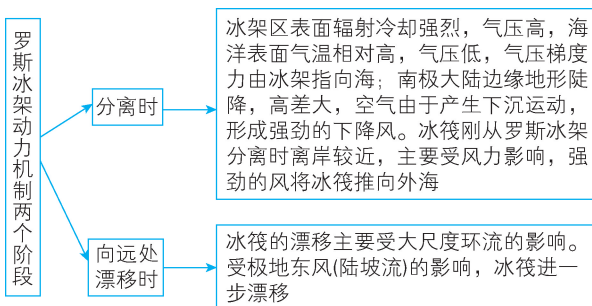 罗斯冰架动力机制两个阶段
分离时
冰架区表面辐射冷却强烈，气压高，海
洋表面气温相对高，气压低，气压梯度
力由冰架指向海；南极大陆边缘地形陡
降，高差大，空气由于产生下沉运动，
形成强劲的下降风。冰筏刚从罗斯冰架
分离时离岸较近，主要受风力影响，强
劲的风将冰筏推向外海
向远处
漂移时
冰筏的漂移主要受大尺度环流的影响。
受极地东风(陆坡流)的影响，冰筏进一
步漂移